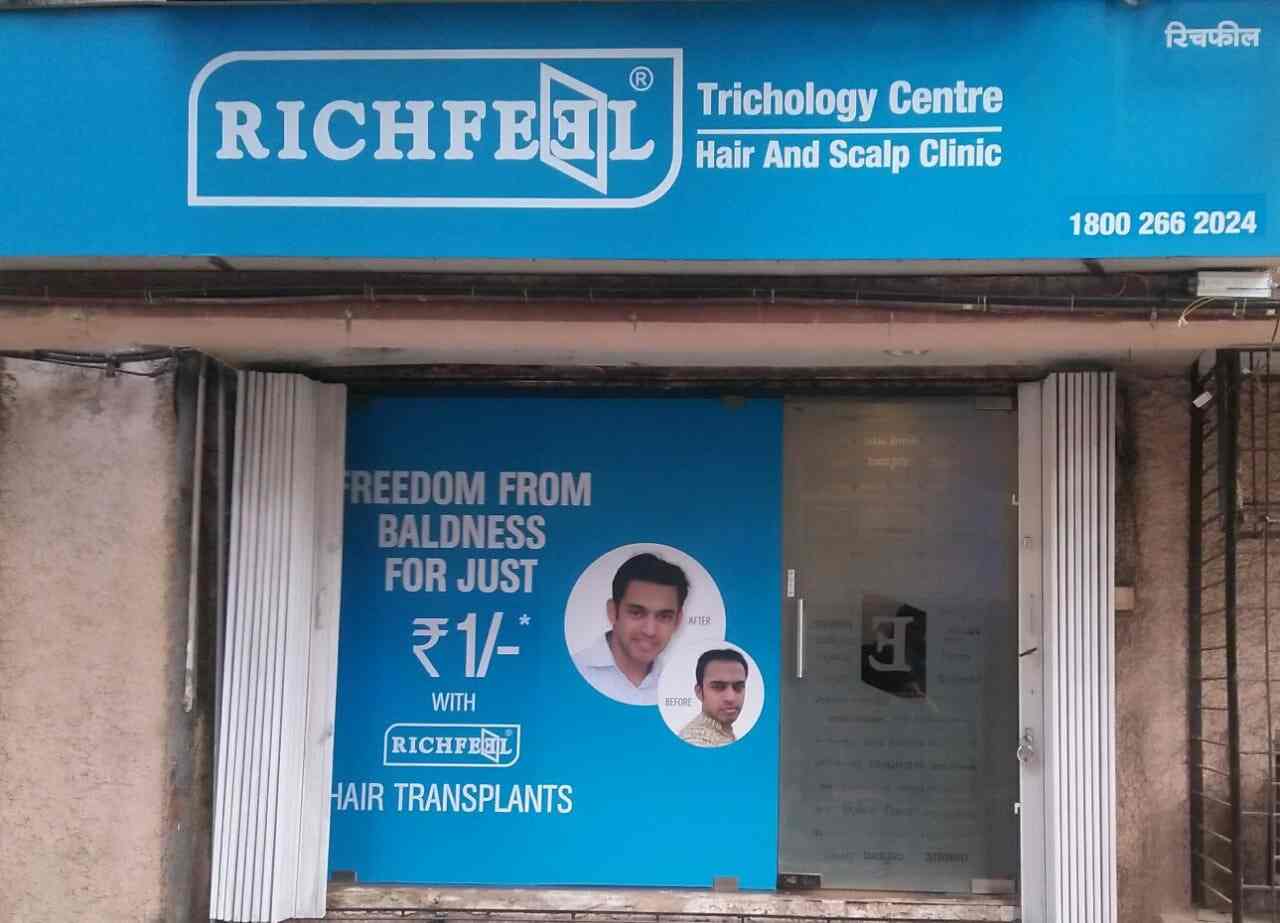 रिचफील
RICHFEEL®
Trichology Centre
Hair And Scalp Clinic
1800 266 2024
FREEDOM FROM
BALDNESS
FOR JUST
₹1/-*
WITH
RICHFEEL®
HAIR TRANSPLANTS
AFTER
BEFORE
E